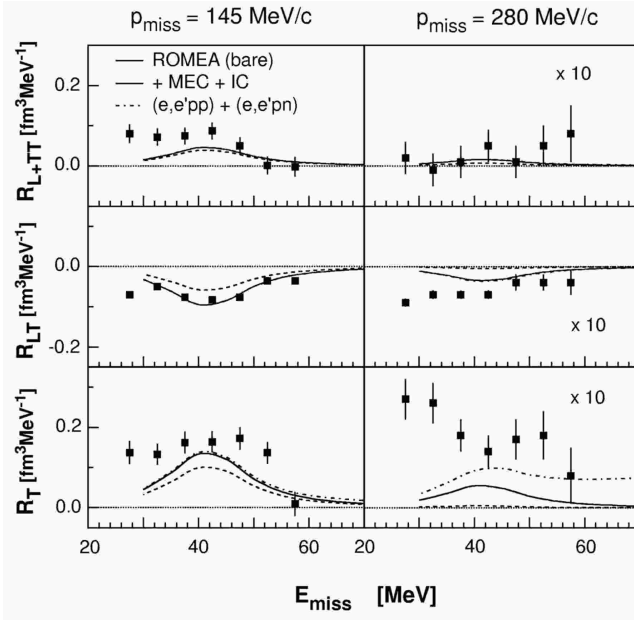 p_miss = 145 MeV/c
p_miss = 280 MeV/c
ROMEA (bare)
+ MEC + IC
(e,e'pp) + (e,e'pn)
x 10
R_L+TT [fm³MeV⁻¹]
0.2
0.0
R_LT [fm³MeV⁻¹]
0.0
-0.2
x 10
R_T [fm³MeV⁻¹]
0.2
0.0
x 10
20 40 60 20 40 60
E_miss [MeV]